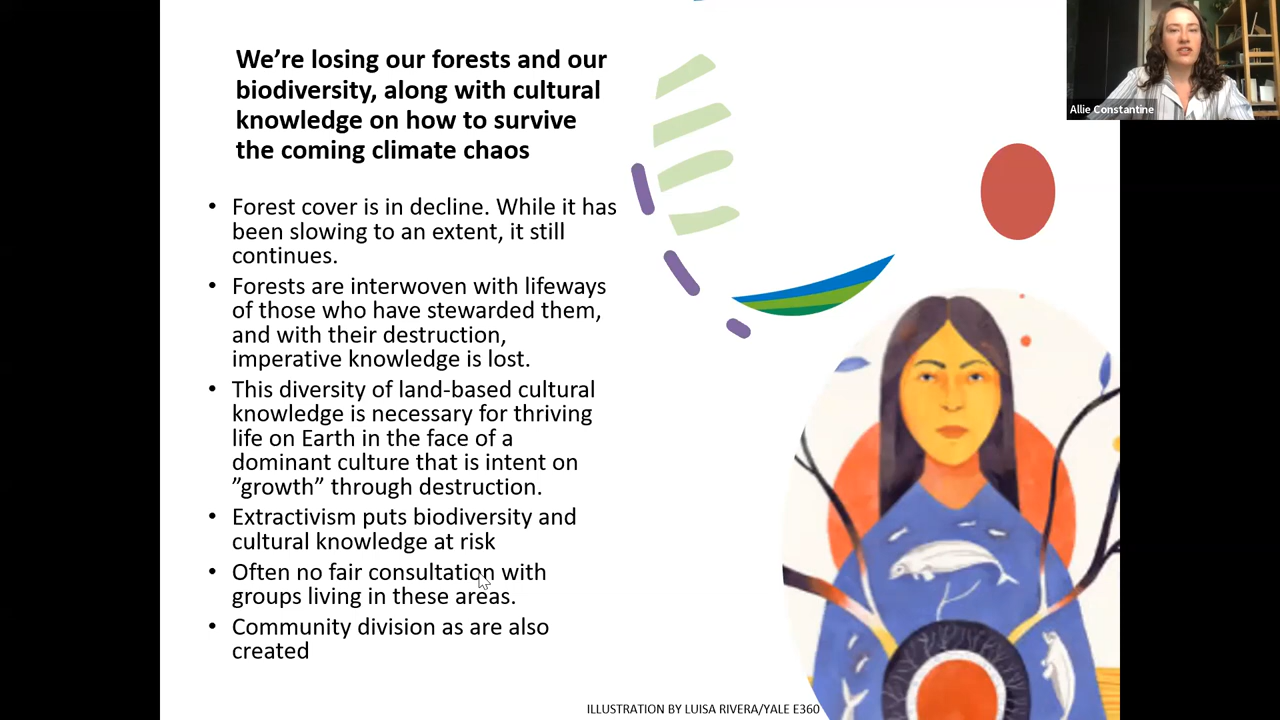 We’re losing our forests and our
biodiversity, along with cultural
knowledge on how to survive
the coming climate chaos
• Forest cover is in decline. While it has
been slowing to an extent, it still
continues.
• Forests are interwoven with lifeways
of those who have stewarded them,
and with their destruction,
imperative knowledge is lost.
• This diversity of land-based cultural
knowledge is necessary for thriving
life on Earth in the face of a
dominant culture that is intent on
”growth” through destruction.
• Extractivism puts biodiversity and
cultural knowledge at risk
• Often no fair consultation with
groups living in these areas.
• Community division as are also
created
ILLUSTRATION BY LUISA RIVERA/YALE E360
Allie Constantine